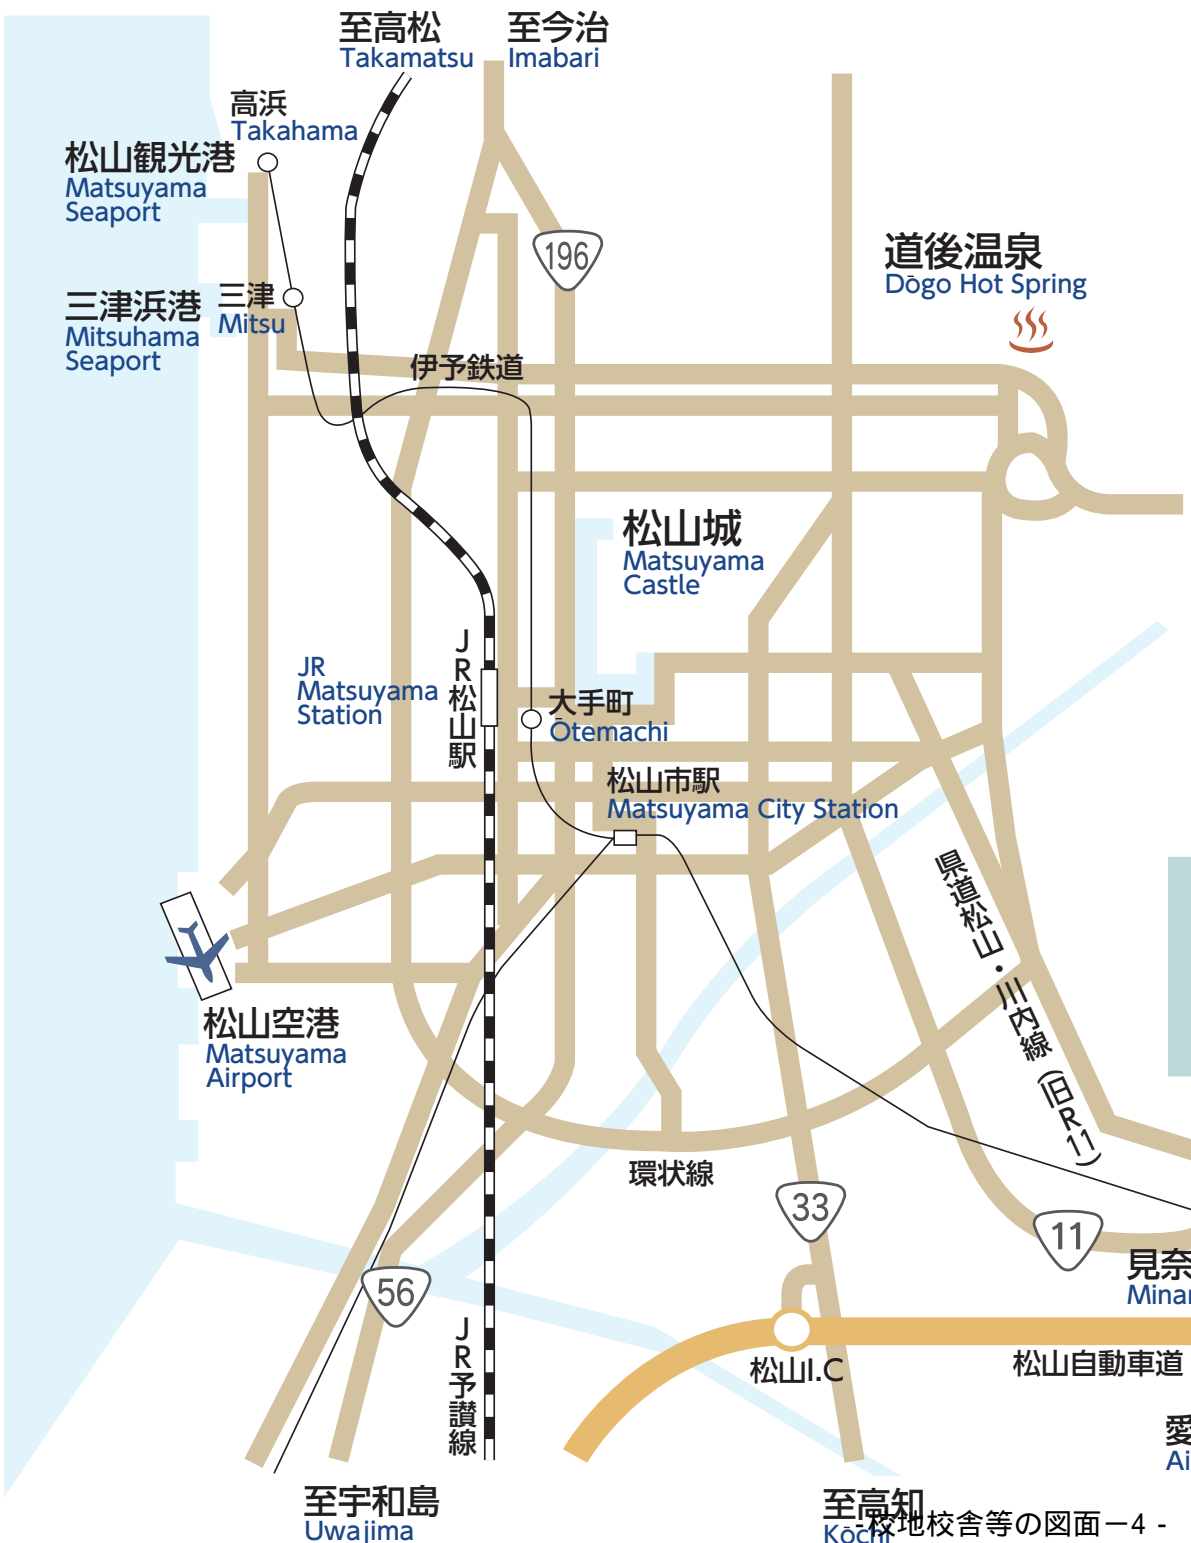 至高松
Takamatsu
至今治
Imabari
高浜
Takahama
松山観光港
Matsuyama
Seaport
196
道後温泉
Dōgo Hot Spring
三津浜港
Mitsuhama
Seaport
三津
Mitsu
伊予鉄道
松山城
Matsuyama
Castle
JR
Matsuyama
Station
JR松山駅
大手町
Ōtemachi
松山市駅
Matsuyama City Station
県道松山・川内線(旧R11)
松山空港
Matsuyama
Airport
環状線
33
11
56
見奈
Minar
JR予讃線
松山I.C
松山自動車道
愛
Ai
至宇和島
Uwajima
至高知
Kōchi
-校地校舎等の図面－4 -